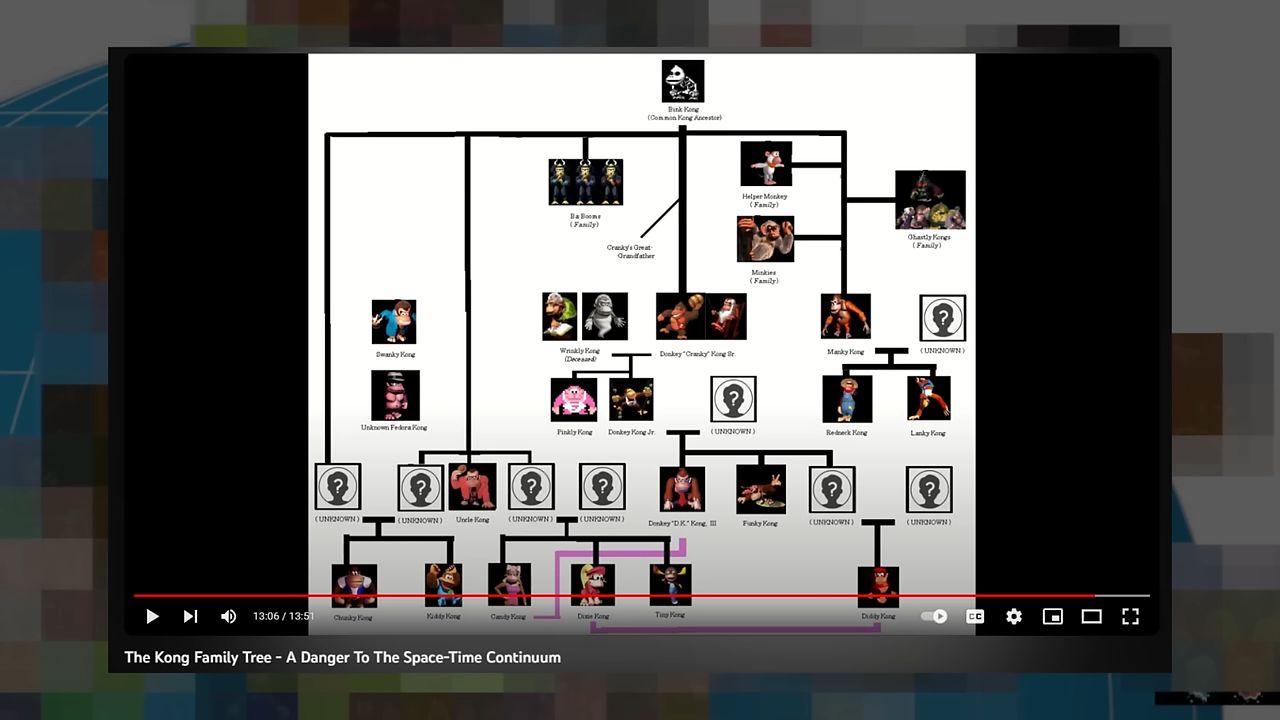 Bink Kong
(Common Kong Ancestor)
Helper Monkey
( Family)
Ba-Booms
( Family)
Ghastly Kongs
( Family)
Cranky's Great-
Grandfather
Minkies
( Family)
Swanky Kong
Wrinkly Kong
(Deceased)
Donkey "Cranky" Kong Sr.
Manky Kong
( UNKNOWN )
Unknown Fedora Kong
Pinkly Kong
Donkey Kong Jr.
( UNKNOWN )
Redneck Kong
Lanky Kong
( UNKNOWN )
( UNKNOWN )
Uncle Kong
( UNKNOWN )
( UNKNOWN )
Donkey "D.K." Kong, III
Funky Kong
( UNKNOWN )
( UNKNOWN )
Chunky Kong
Kiddy Kong
Candy Kong
Dixie Kong
Tiny Kong
Diddy Kong
13:06 / 13:51
CC
The Kong Family Tree - A Danger To The Space-Time Continuum